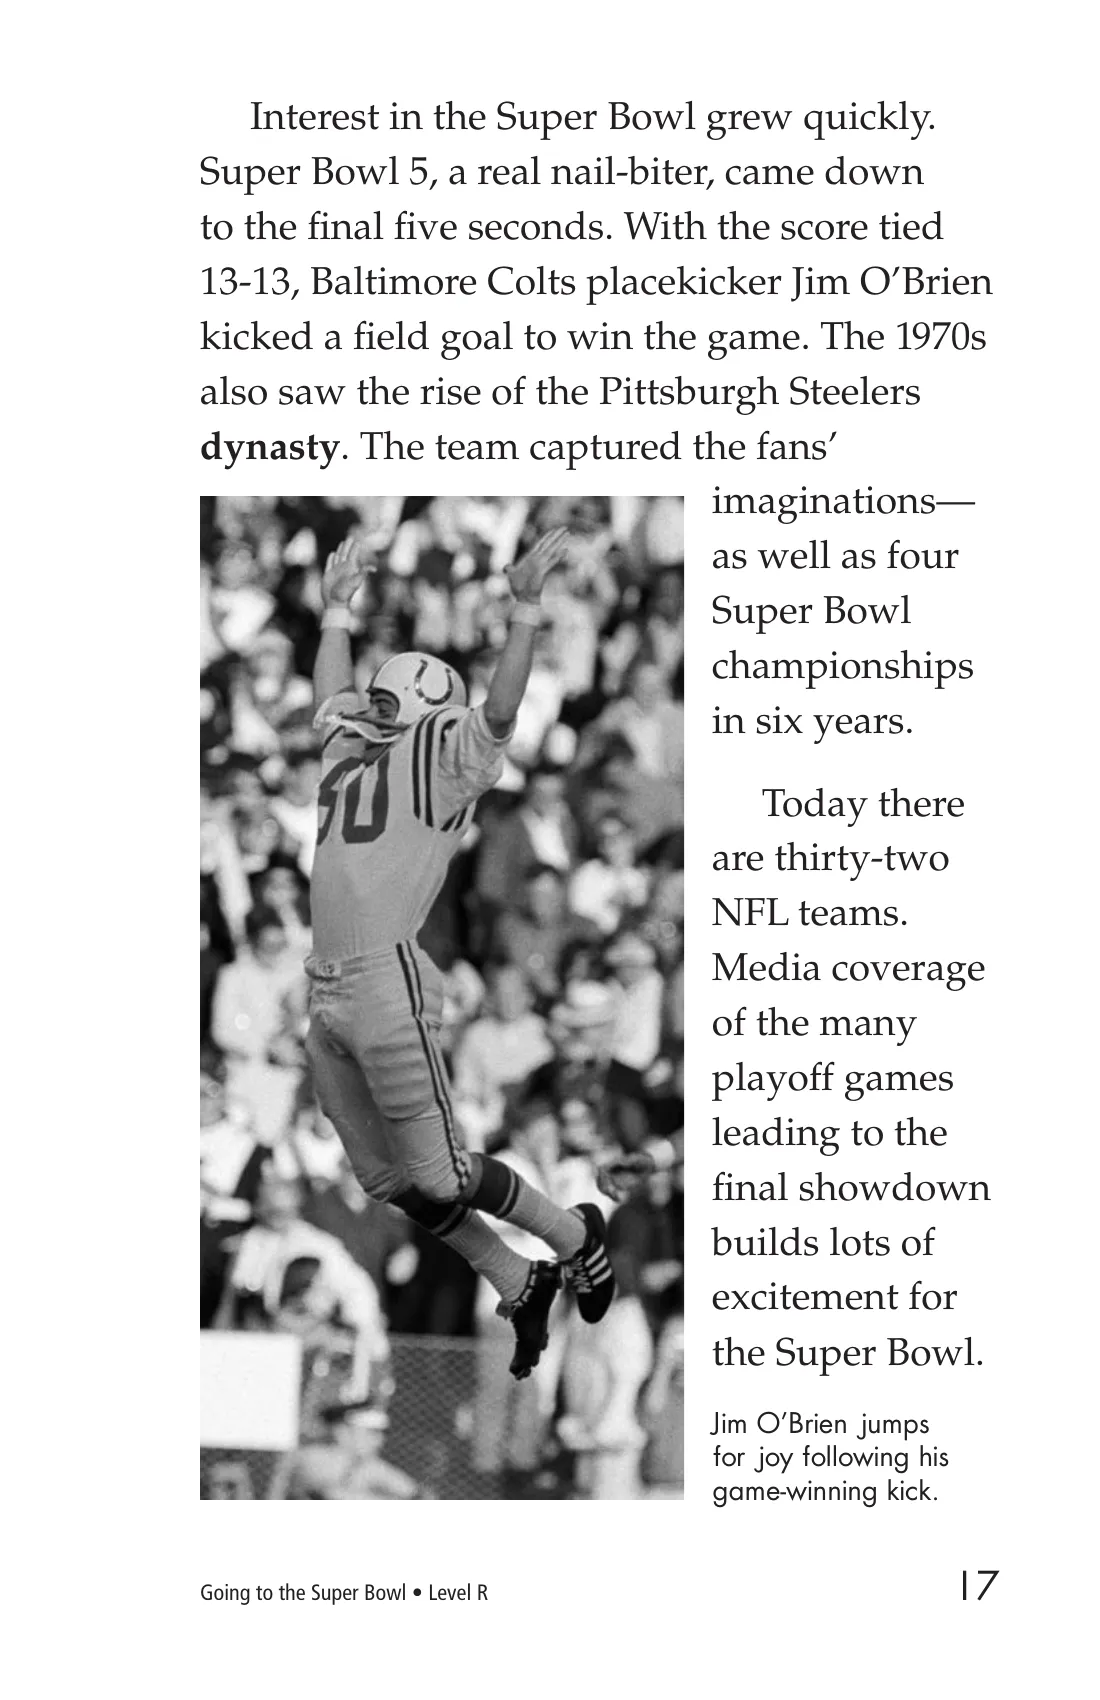 Interest in the Super Bowl grew quickly.
Super Bowl 5, a real nail-biter, came down
to the final five seconds. With the score tied
13-13, Baltimore Colts placekicker Jim O’Brien
kicked a field goal to win the game. The 1970s
also saw the rise of the Pittsburgh Steelers
dynasty. The team captured the fans’
imaginations—
as well as four
Super Bowl
championships
in six years.
Today there
are thirty-two
NFL teams.
Media coverage
of the many
playoff games
leading to the
final showdown
builds lots of
excitement for
the Super Bowl.
80
Jim O’Brien jumps
for joy following his
game-winning kick.
Going to the Super Bowl • Level R
17